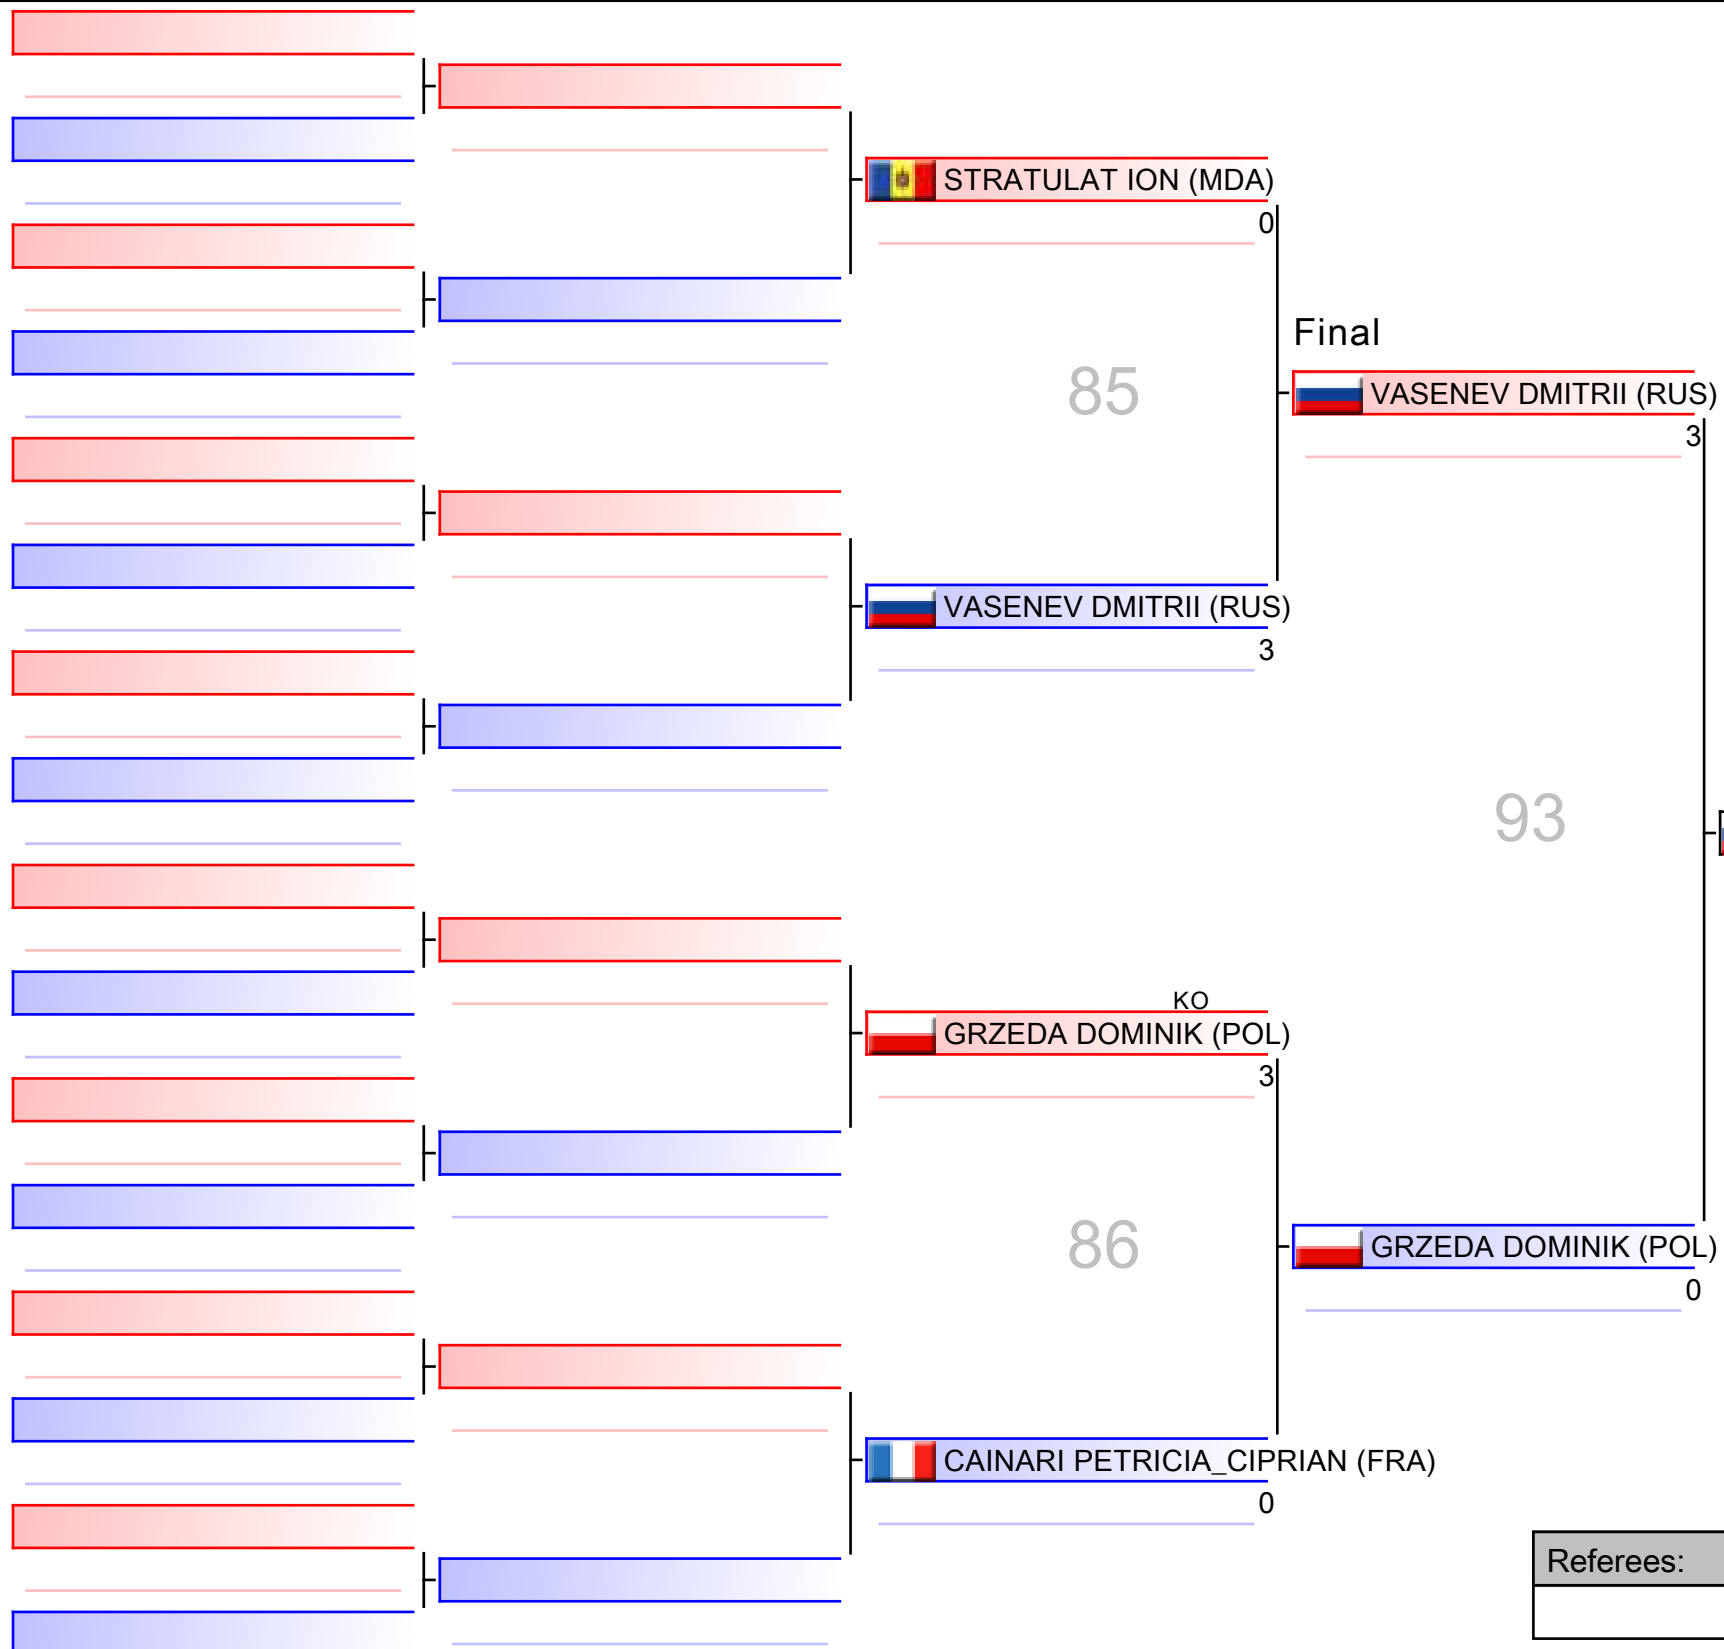 STRATULAT ION (MDA)
0
Final
85
VASENEV DMITRII (RUS)
3
VASENEV DMITRII (RUS)
3
93
KO
GRZEDA DOMINIK (POL)
3
86
GRZEDA DOMINIK (POL)
0
CAINARI PETRICIA_CIPRIAN (FRA)
0
Referees: